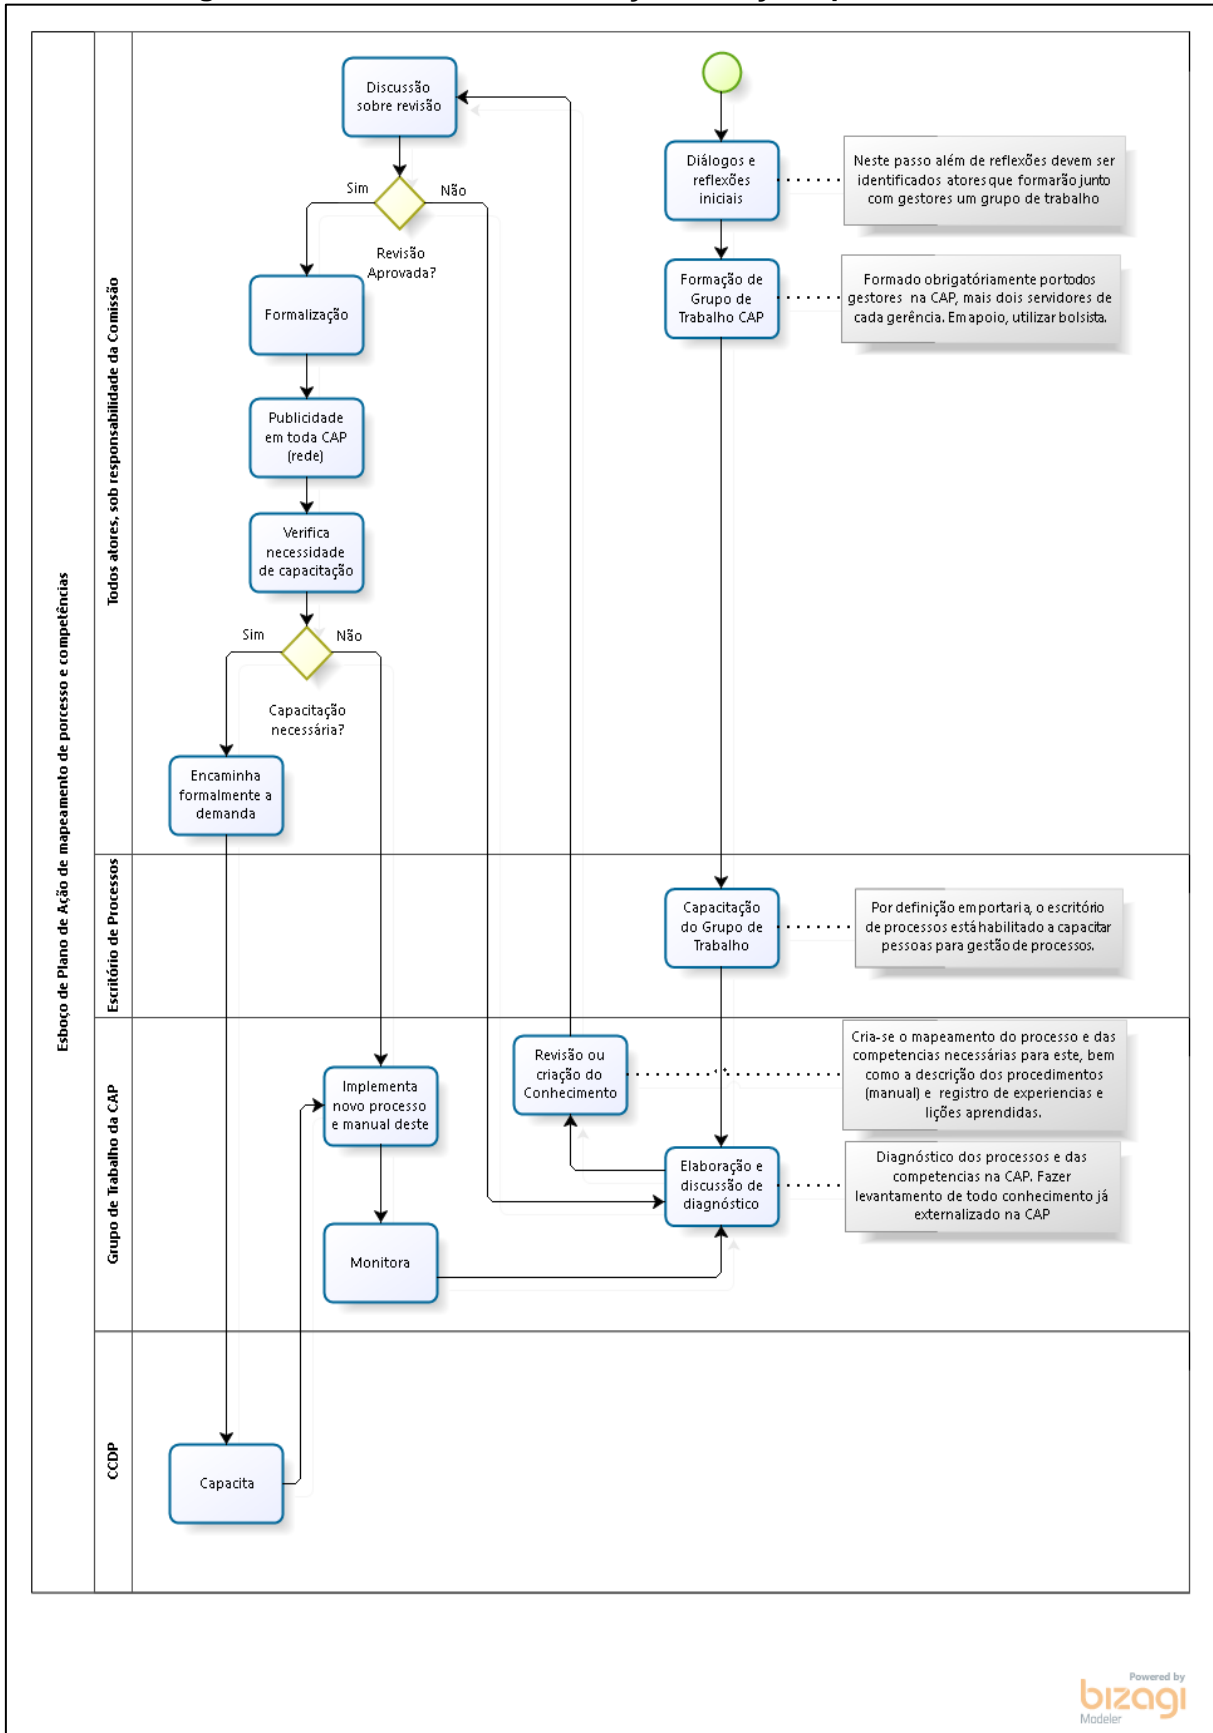 Esboço de Plano de Ação de mapeamento de porcesso e competências
Todos atores, sob responsabilidade da Comissão
Discussão
sobre revisão
Sim
Não
Revisão
Aprovada?
Formalização
Publicidade
em toda CAP
(rede)
Verifica
necessidade
de capacitação
Sim
Não
Capacitação
necessária?
Encaminha
formalmente a
demanda
Diálogos e
reflexões
iniciais
Neste passo além de reflexões devem ser
identificados atores que formarão junto
com gestores um grupo de trabalho
Formação de
Grupo de
Trabalho CAP
Formado obrigatóriamente por todos
gestores na CAP, mais dois servidores de
cada gerência. Em apoio, utilizar bolsista.
Escritório de Processos
Capacitação
do Grupo de
Trabalho
Por definição em portaria, o escritório
de processos está habilitado a capacitar
pessoas para gestão de processos.
Grupo de Trabalho da CAP
Revisão ou
criação do
Conhecimento
Cria-se o mapeamento do processo e das
competencias necessárias para este, bem
como a descrição dos procedimentos
(manual) e registro de experiencias e
lições aprendidas.
Implementa
novo processo
e manual deste
Elaboração e
discussão de
diagnóstico
Diagnóstico dos processos e das
competencias na CAP. Fazer
levantamento de todo conhecimento já
externalizado na CAP
Monitora
CCDP
Capacita
Powered by
bizagi
Modeler